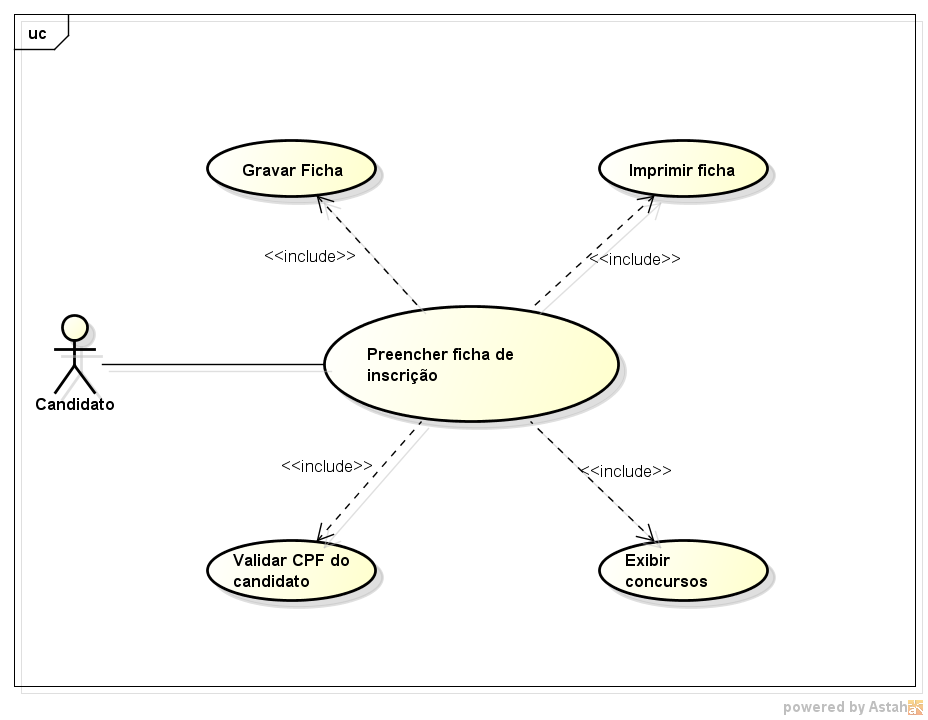 uc
Gravar Ficha
Imprimir ficha
<<include>>
<<include>>
Preencher ficha de
inscrição
Candidato
<<include>>
<<include>>
Validar CPF do
candidato
Exibir
concursos
powered by Astah